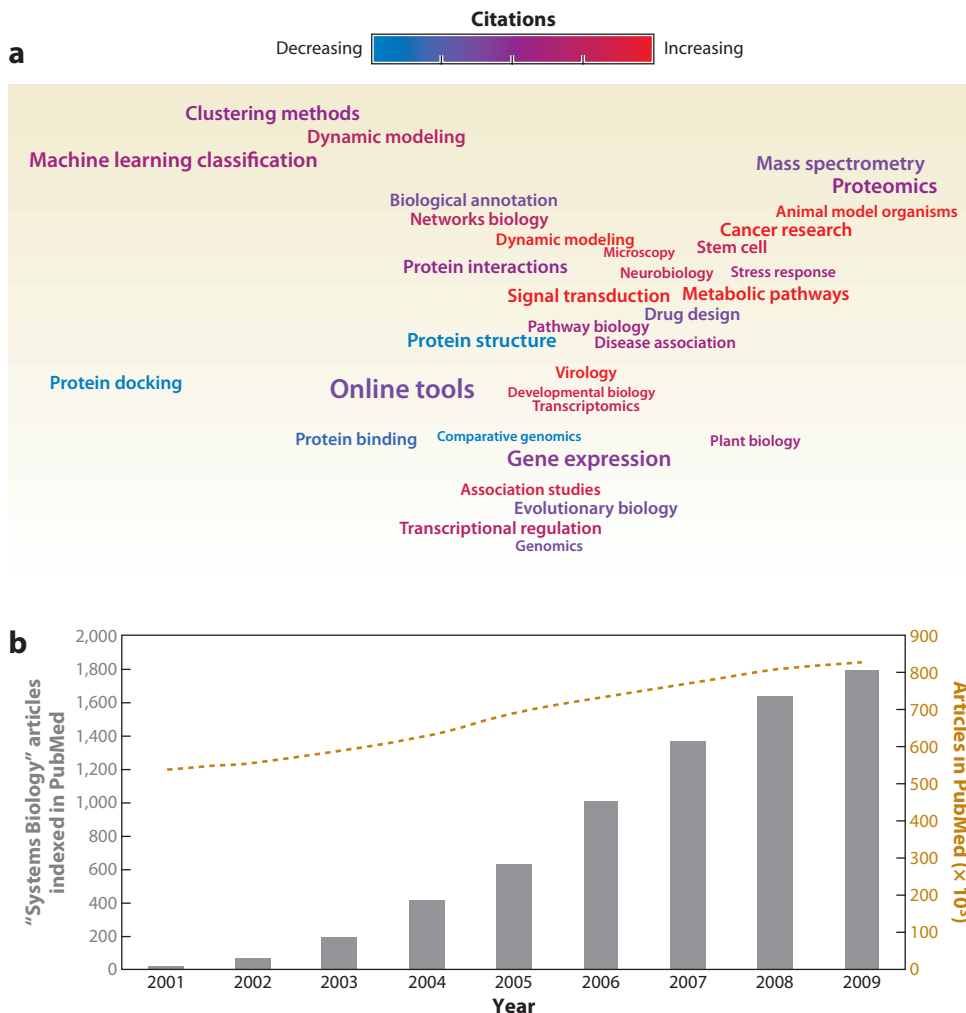 Citations
Decreasing
Increasing
a
Clustering methods
Dynamic modeling
Machine learning classification
Mass spectrometry
Proteomics
Biological annotation
Animal model organisms
Networks biology
Cancer research
Dynamic modeling
Stem cell
Microscopy
Protein interactions
Neurobiology
Stress response
Signal transduction
Metabolic pathways
Drug design
Pathway biology
Protein structure
Disease association
Virology
Protein docking
Online tools
Developmental biology
Transcriptomics
Protein binding
Comparative genomics
Plant biology
Gene expression
Association studies
Evolutionary biology
Transcriptional regulation
Genomics
b
"Systems Biology" articles
indexed in PubMed
2,000
1,800
1,600
1,400
1,200
1,000
800
600
400
200
0
900
800
700
600
500
400
300
200
100
0
Articles in PubMed (× 10³)
2001
2002
2003
2004
2005
2006
2007
2008
2009
Year